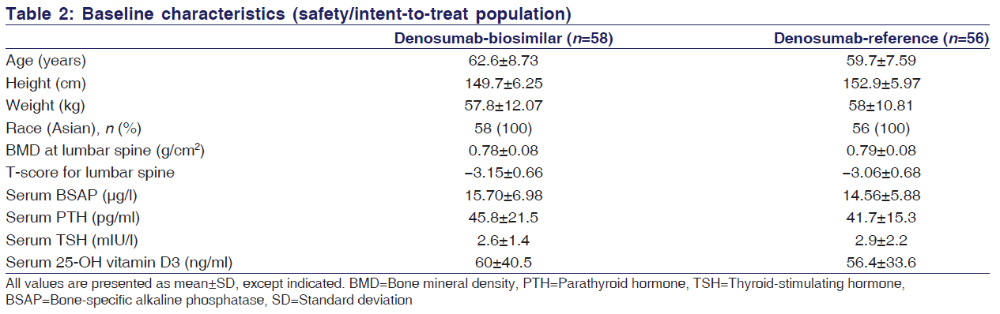 Table 2: Baseline characteristics (safety/intent-to-treat population)
Denosumab-biosimilar (n=58) Denosumab-reference (n=56)
Age (years) 62.6±8.73 59.7±7.59
Height (cm) 149.7±6.25 152.9±5.97
Weight (kg) 57.8±12.07 58±10.81
Race (Asian), n (%) 58 (100) 56 (100)
BMD at lumbar spine (g/cm²) 0.78±0.08 0.79±0.08
T-score for lumbar spine −3.15±0.66 −3.06±0.68
Serum BSAP (µg/l) 15.70±6.98 14.56±5.88
Serum PTH (pg/ml) 45.8±21.5 41.7±15.3
Serum TSH (mIU/l) 2.6±1.4 2.9±2.2
Serum 25-OH vitamin D3 (ng/ml) 60±40.5 56.4±33.6
All values are presented as mean±SD, except indicated. BMD=Bone mineral density, PTH=Parathyroid hormone, TSH=Thyroid-stimulating hormone,
BSAP=Bone-specific alkaline phosphatase, SD=Standard deviation